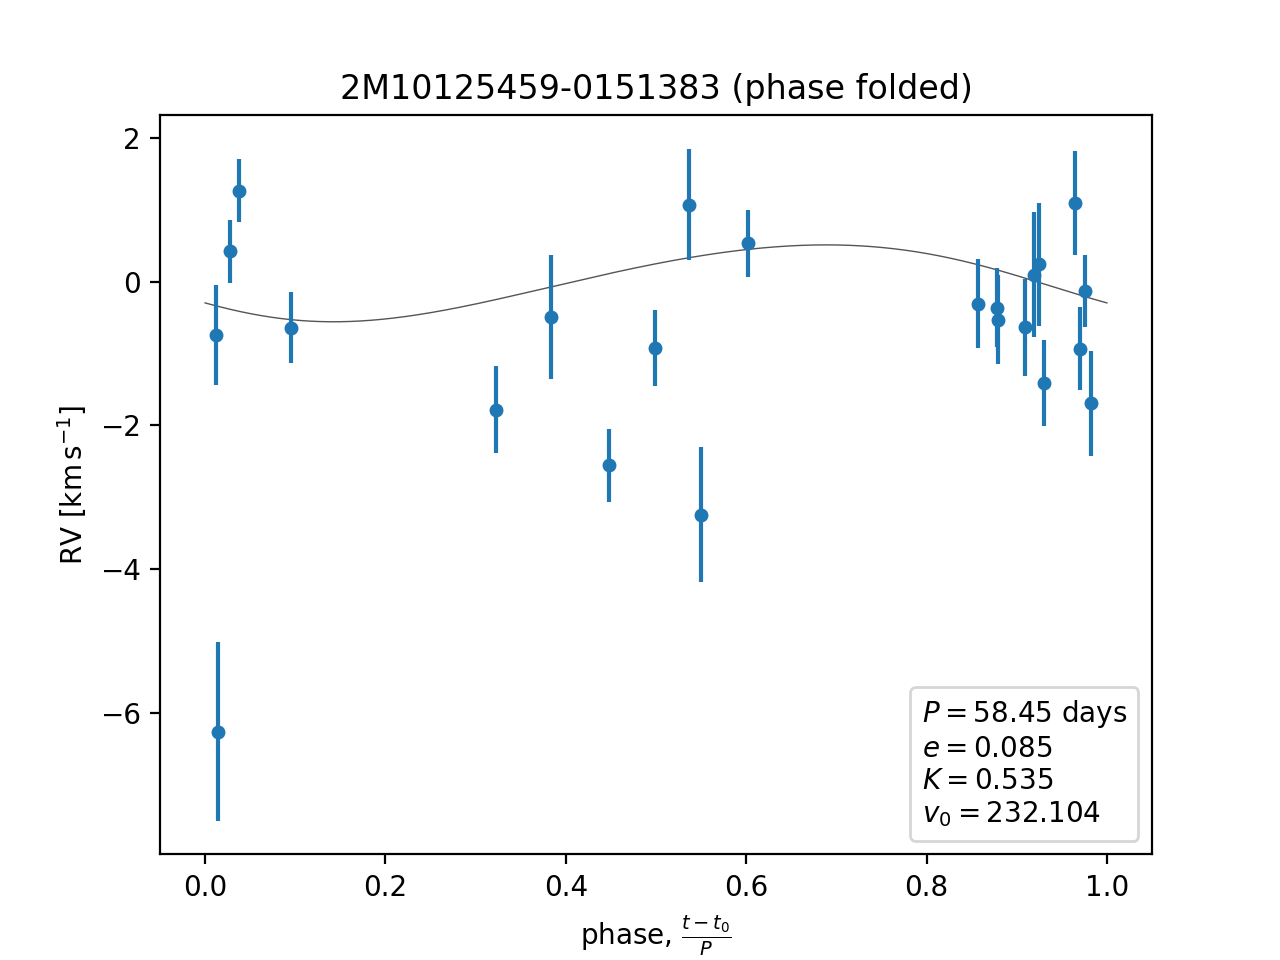 2M10125459-0151383 (phase folded)
2
0
−2
−4
−6
RV [km s⁻¹]
P = 58.45 days
e = 0.085
K = 0.535
v₀ = 232.104
0.0 0.2 0.4 0.6 0.8 1.0
phase, (t − t₀)/P